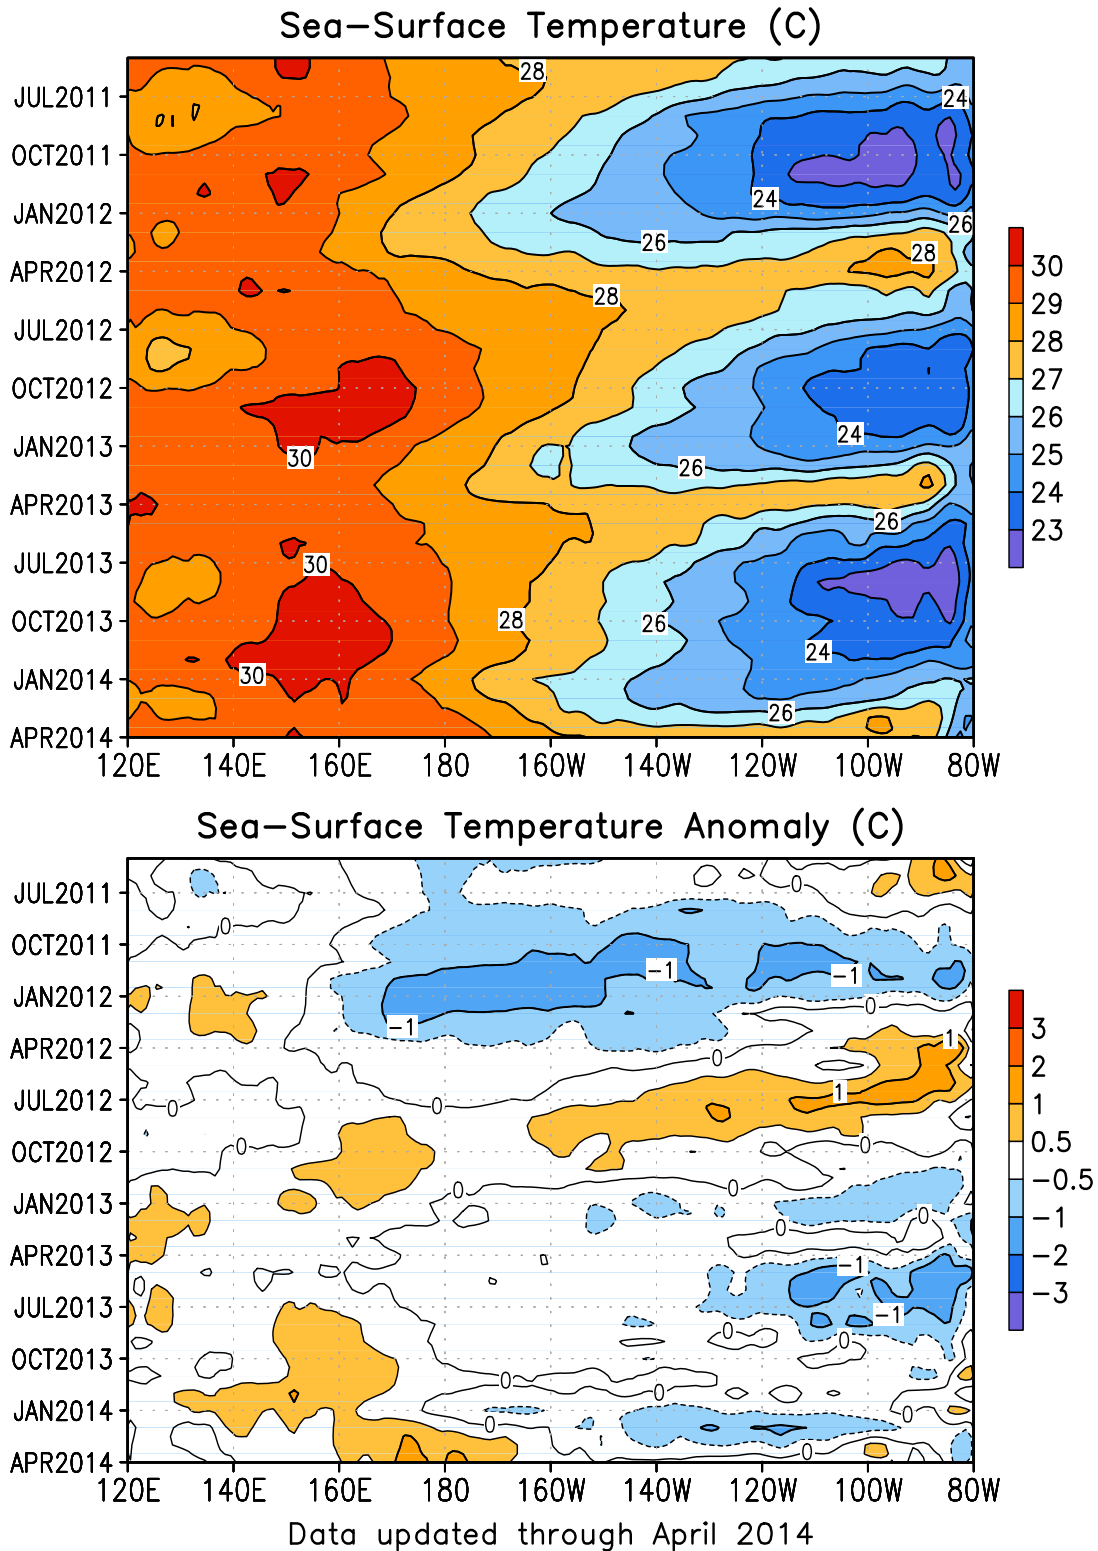 Sea-Surface Temperature (C)
JUL2011
OCT2011
JAN2012
APR2012
JUL2012
OCT2012
JAN2013
APR2013
JUL2013
OCT2013
JAN2014
APR2014
28
24
24
26
26
28
28
24
30
26
26
30
28
26
24
30
26
120E 140E 160E 180 160W 140W 120W 100W 80W
30
29
28
27
26
25
24
23
Sea-Surface Temperature Anomaly (C)
JUL2011
OCT2011
JAN2012
APR2012
JUL2012
OCT2012
JAN2013
APR2013
JUL2013
OCT2013
JAN2014
APR2014
0
0
-1
-1
0
-1
1
0
1
0
0
0
0
0
0
0
0
-1
-1
0
0
0
0
0
0
0
120E 140E 160E 180 160W 140W 120W 100W 80W
3
2
1
0.5
-0.5
-1
-2
-3
Data updated through April 2014